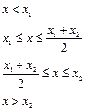 x < x₁
x₁ ≤ x ≤ (x₁ + x₂)/2
(x₁ + x₂)/2 ≤ x ≤ x₂
x > x₂